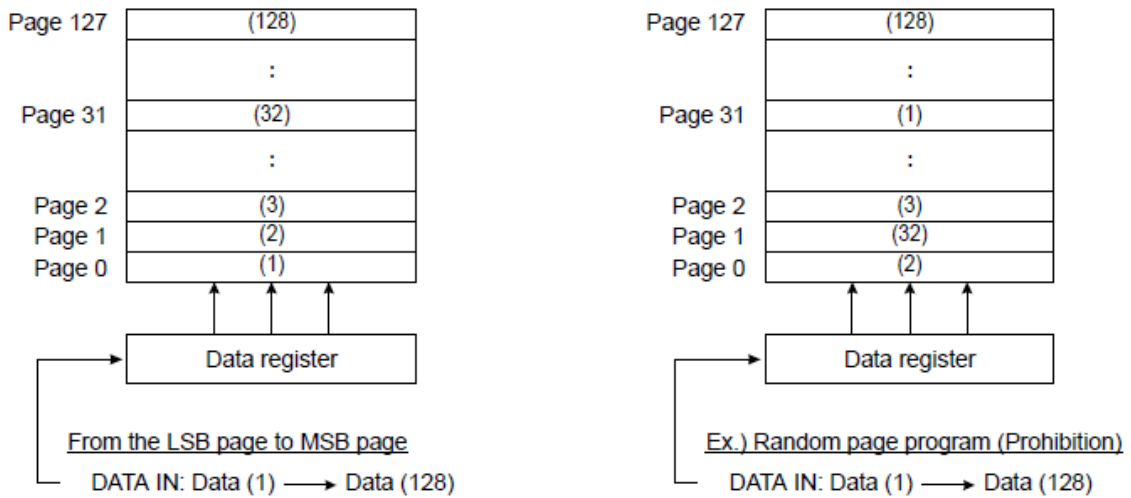 Page 127 (128)
:
Page 31 (32)
:
Page 2 (3)
Page 1 (2)
Page 0 (1)
Data register
From the LSB page to MSB page
DATA IN: Data (1) → Data (128)
Page 127 (128)
:
Page 31 (1)
:
Page 2 (3)
Page 1 (32)
Page 0 (2)
Data register
Ex.) Random page program (Prohibition)
DATA IN: Data (1) → Data (128)